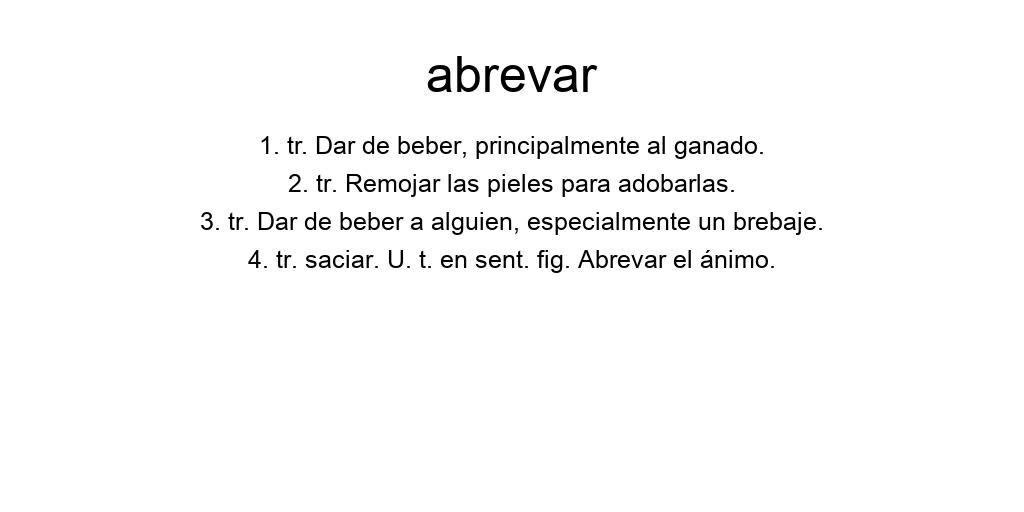 abrevar
1. tr. Dar de beber, principalmente al ganado.
2. tr. Remojar las pieles para adobarlas.
3. tr. Dar de beber a alguien, especialmente un brebaje.
4. tr. saciar. U. t. en sent. fig. Abrevar el ánimo.